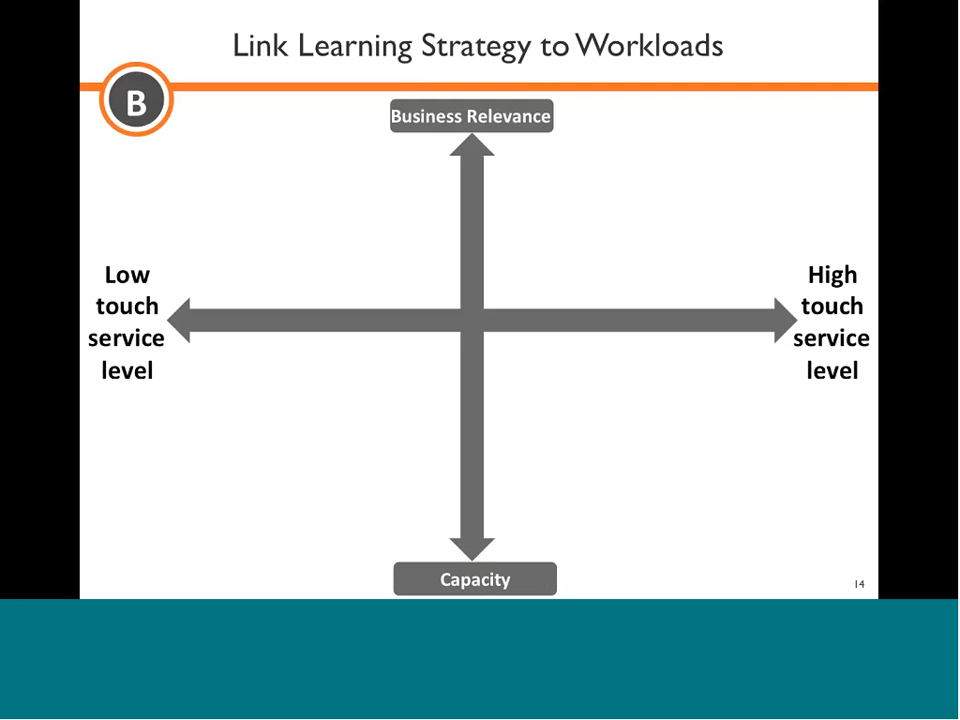 Link Learning Strategy to Workloads
B
Business Relevance
Low
touch
service
level
High
touch
service
level
Capacity
14